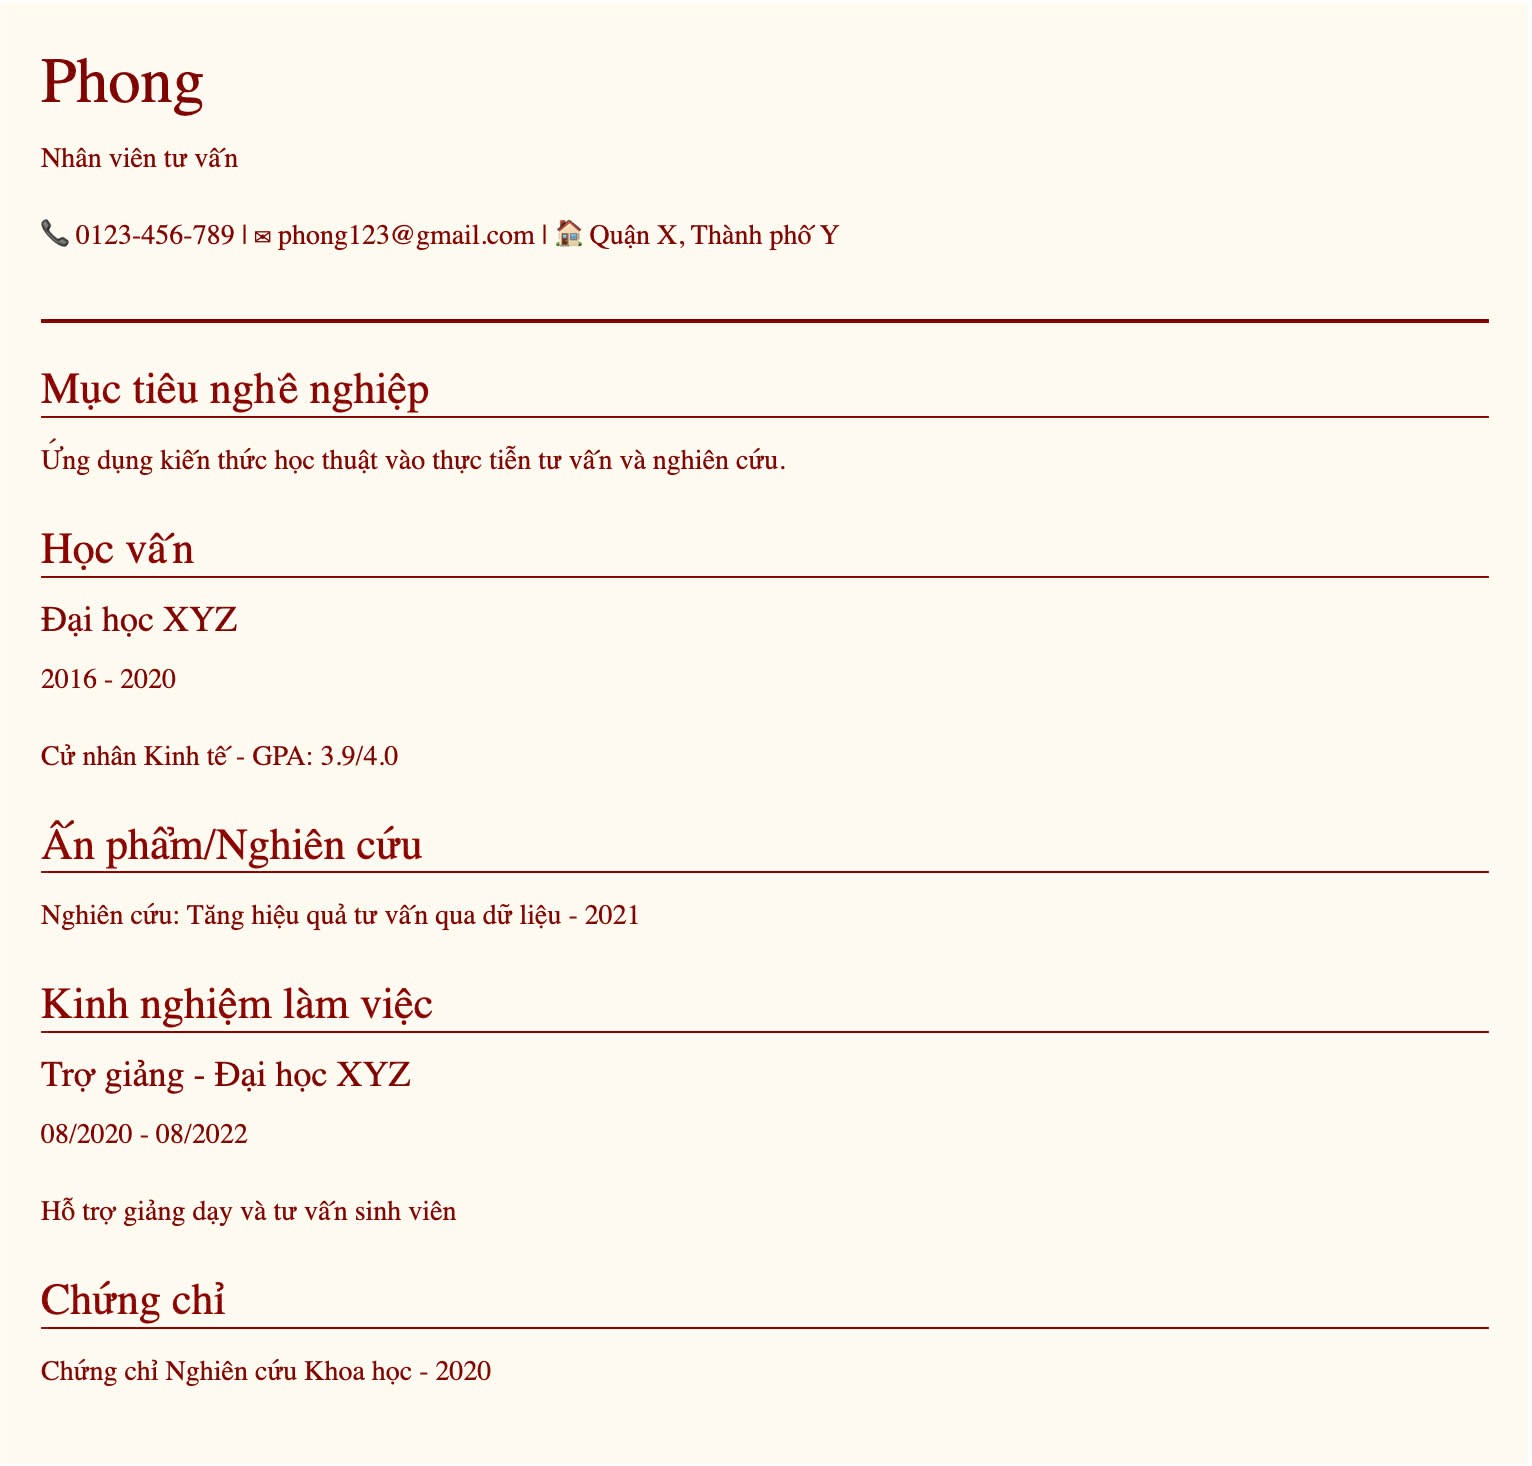 Phong
Nhân viên tư vấn
📞 0123-456-789 | ✉ phong123@gmail.com | 🏠 Quận X, Thành phố Y
Mục tiêu nghề nghiệp
Ứng dụng kiến thức học thuật vào thực tiễn tư vấn và nghiên cứu.
Học vấn
Đại học XYZ
2016 - 2020
Cử nhân Kinh tế - GPA: 3.9/4.0
Ấn phẩm/Nghiên cứu
Nghiên cứu: Tăng hiệu quả tư vấn qua dữ liệu - 2021
Kinh nghiệm làm việc
Trợ giảng - Đại học XYZ
08/2020 - 08/2022
Hỗ trợ giảng dạy và tư vấn sinh viên
Chứng chỉ
Chứng chỉ Nghiên cứu Khoa học - 2020